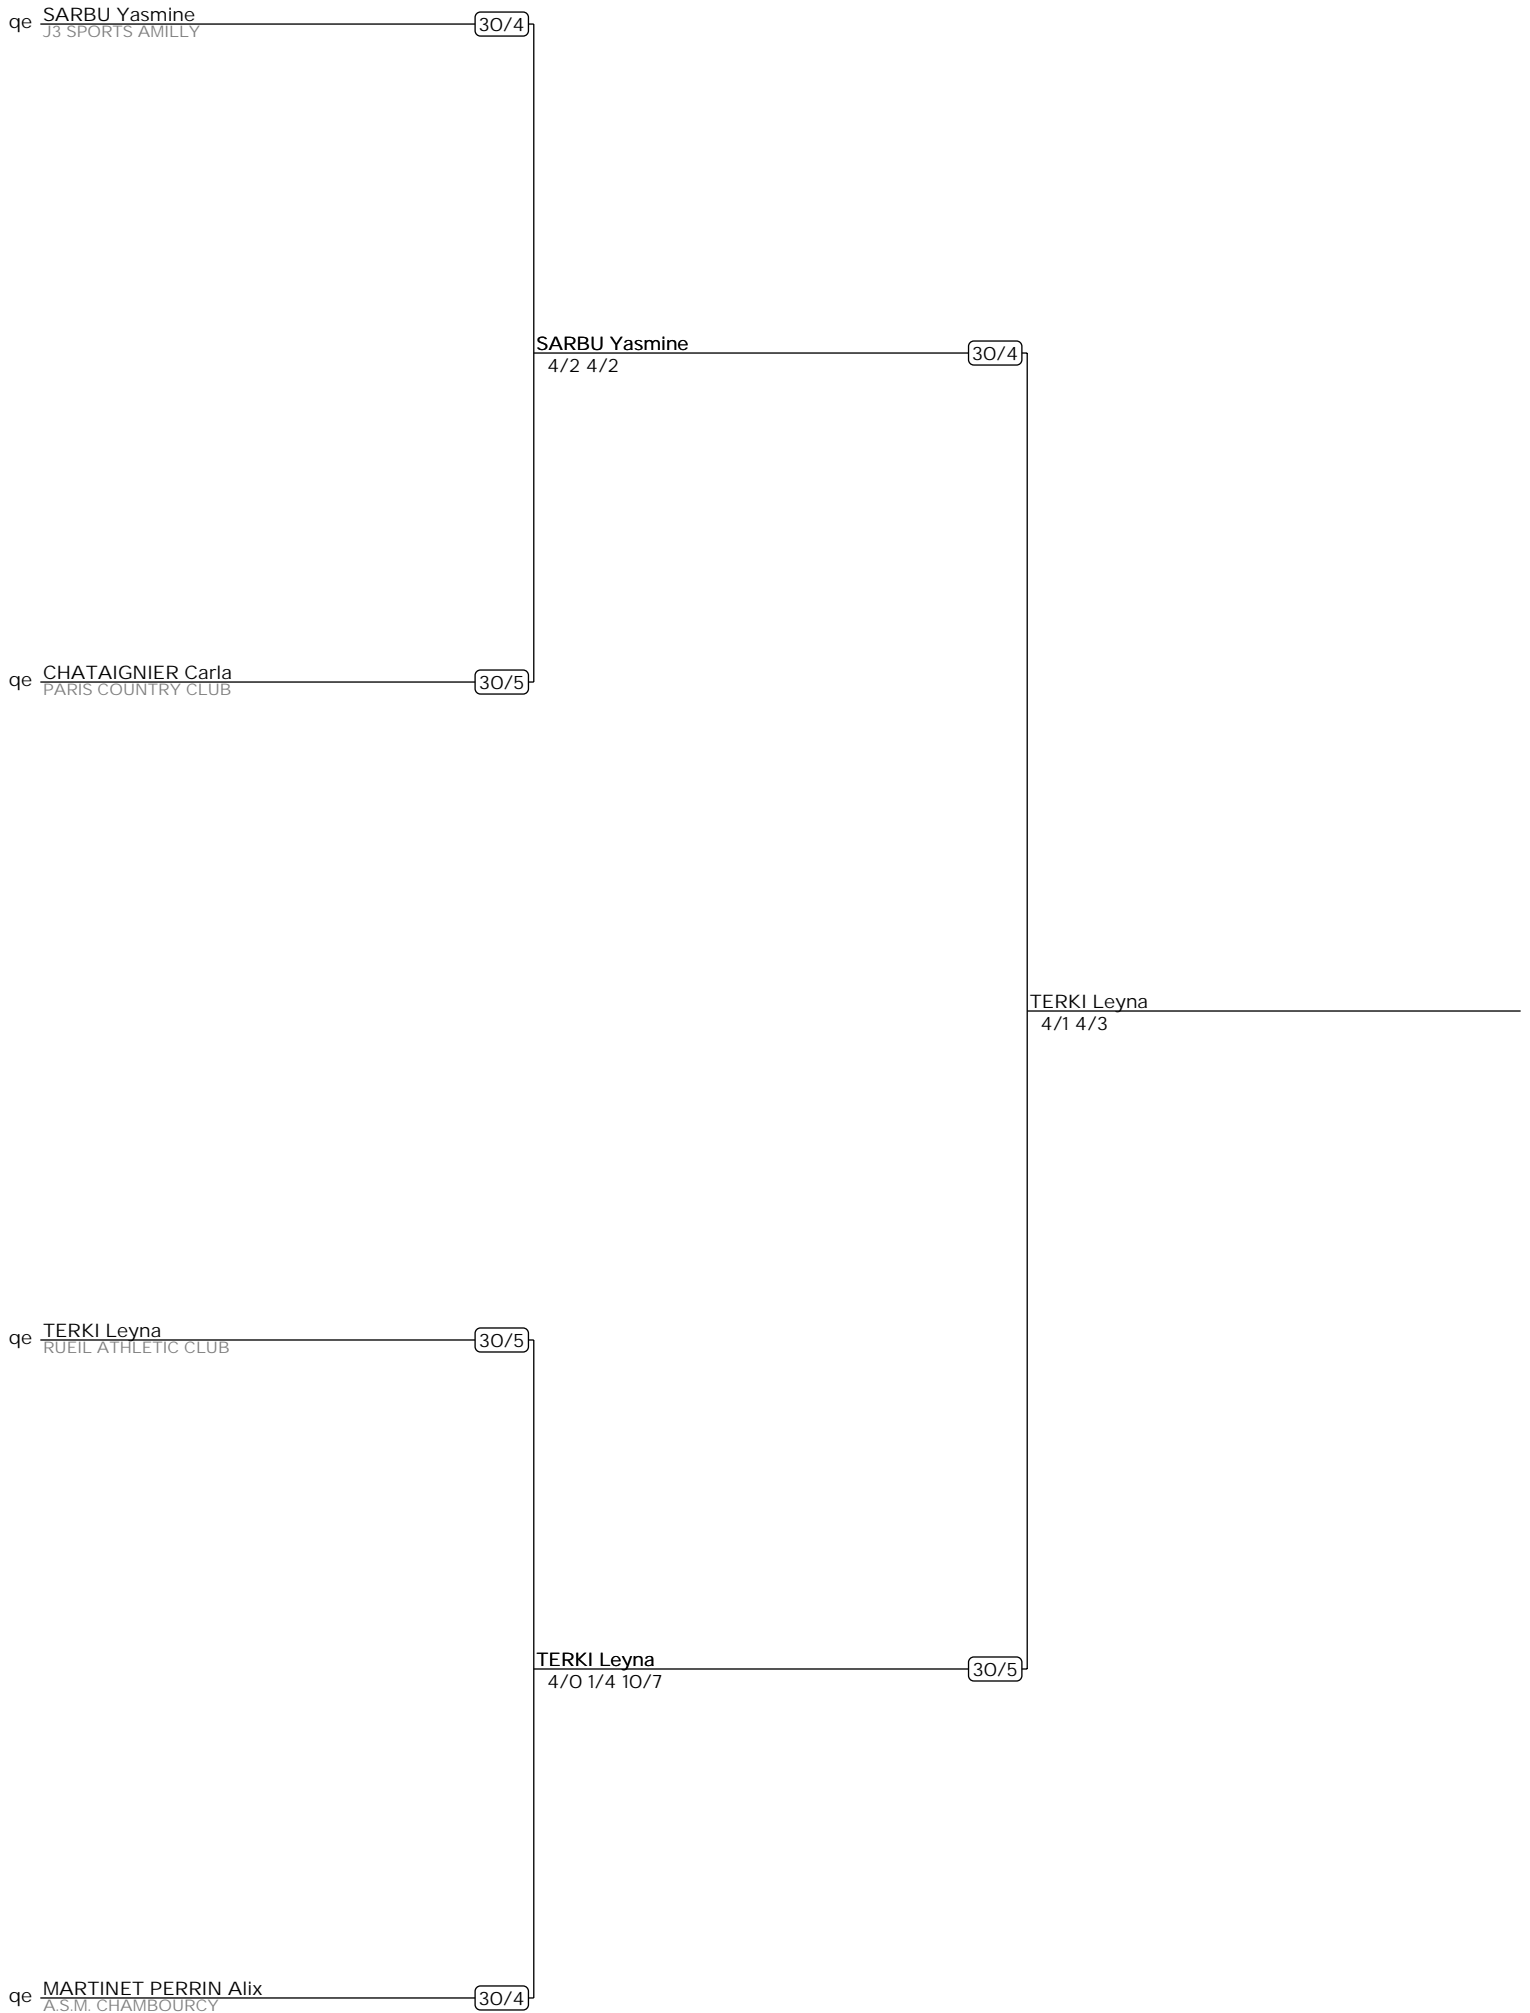 qe SARBU Yasmine 30/4
J3 SPORTS AMILLY
SARBU Yasmine 30/4
4/2 4/2
qe CHATAIGNIER Carla 30/5
PARIS COUNTRY CLUB
TERKI Leyna
4/1 4/3
qe TERKI Leyna 30/5
RUEIL ATHLETIC CLUB
TERKI Leyna 30/5
4/0 1/4 10/7
qe MARTINET PERRIN Alix 30/4
A.S.M. CHAMBOURCY